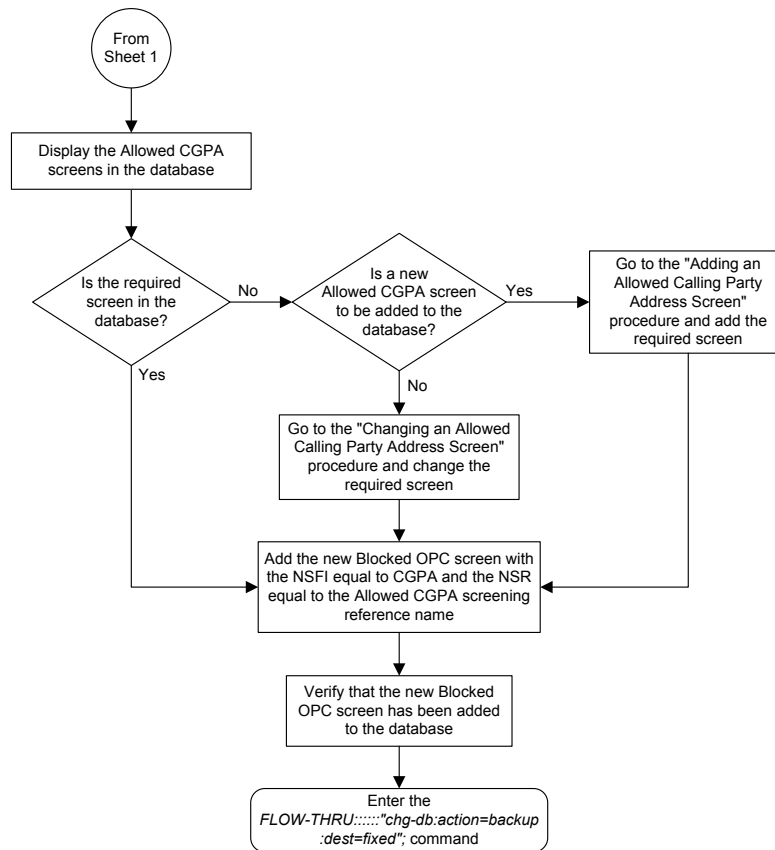 From
Sheet 1
Display the Allowed CGPA
screens in the database
Is the required
screen in the
database?
No
Yes
Is a new
Allowed CGPA screen
to be added to the
database?
Yes
No
Go to the "Adding an
Allowed Calling Party
Address Screen"
procedure and add the
required screen
Go to the "Changing an Allowed
Calling Party Address Screen"
procedure and change the
required screen
Add the new Blocked OPC screen with
the NSFI equal to CGPA and the NSR
equal to the Allowed CGPA screening
reference name
Verify that the new Blocked
OPC screen has been added
to the database
Enter the
FLOW-THRU::::::"chg-db:action=backup
:dest=fixed"; command